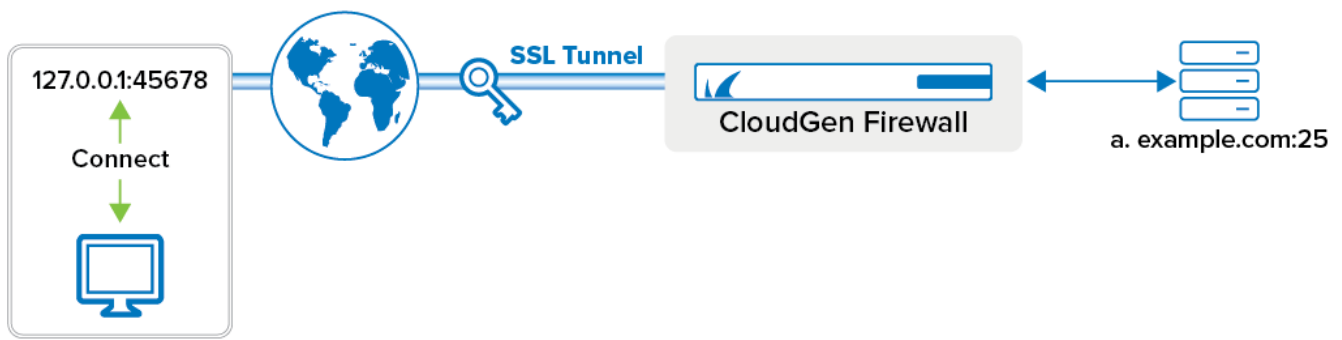 127.0.0.1:45678
Connect
SSL Tunnel
CloudGen Firewall
a. example.com:25